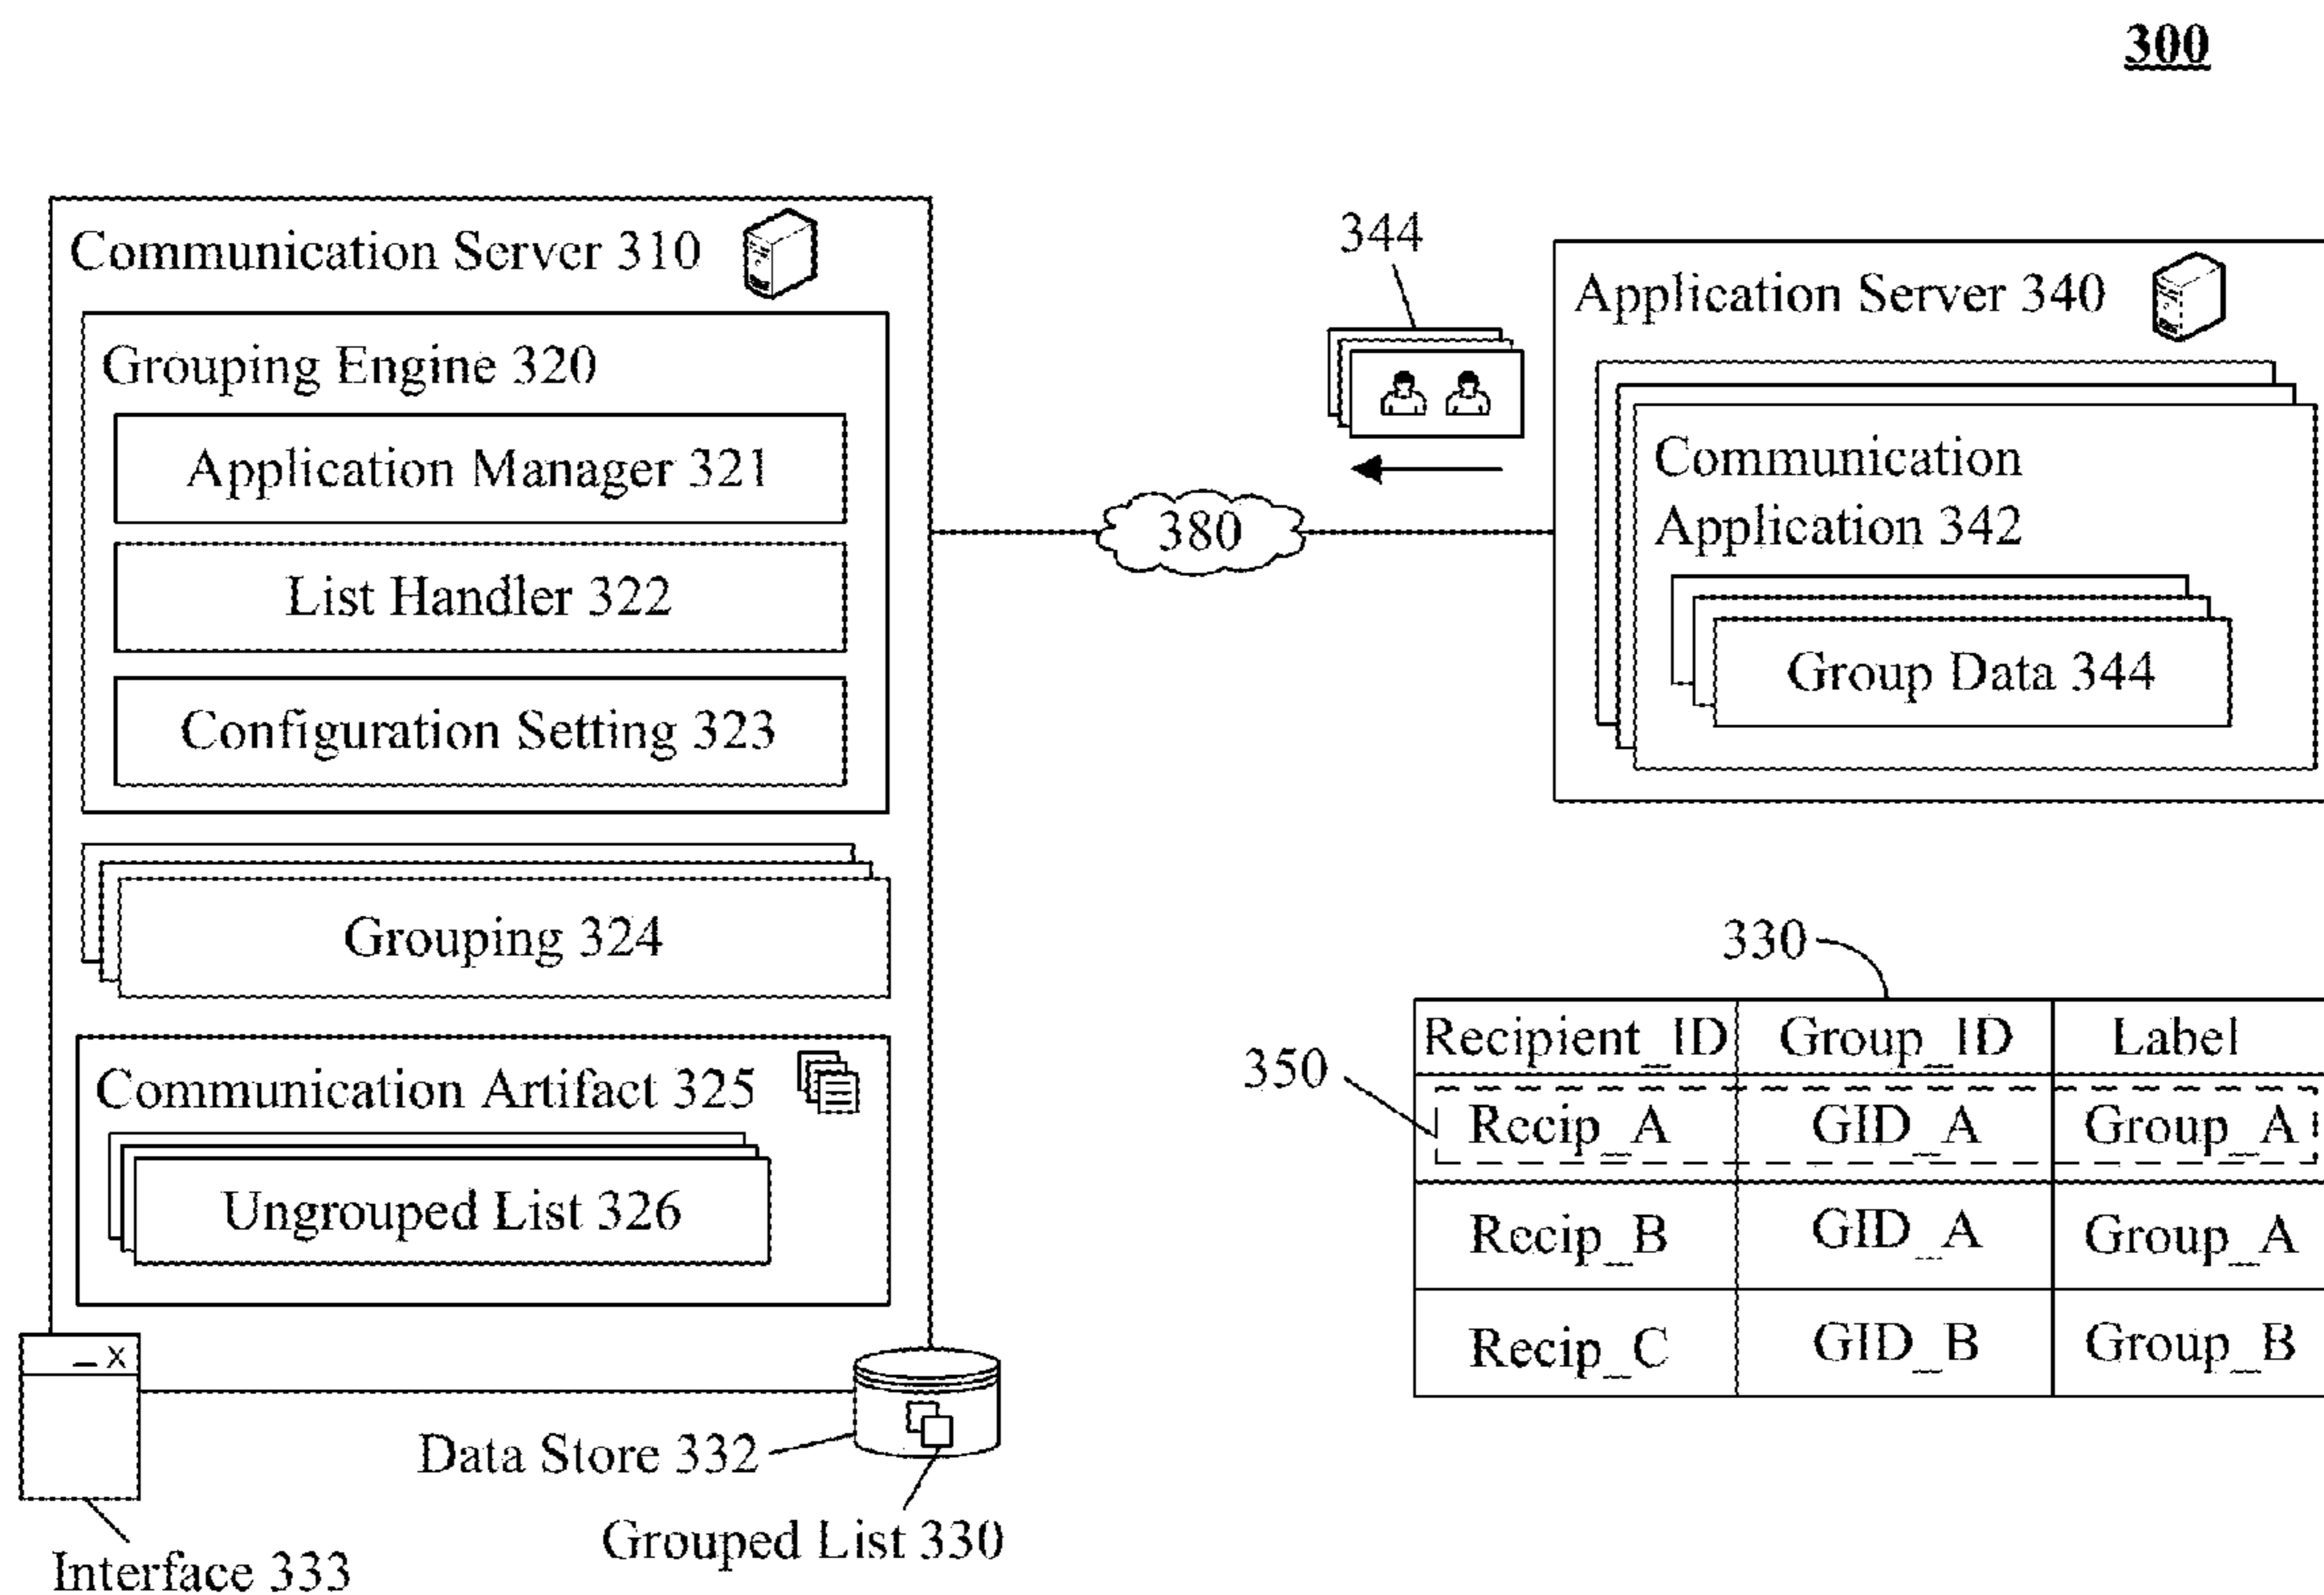 300
Communication Server 310
Grouping Engine 320
Application Manager 321
List Handler 322
Configuration Setting 323
Grouping 324
Communication Artifact 325
Ungrouped List 326
_ X
Interface 333
Data Store 332
Grouped List 330
344
380
Application Server 340
Communication
Application 342
Group Data 344
330
350
Recipient_ID Group_ID Label
Recip_A GID_A Group_A
Recip_B GID_A Group_A
Recip_C GID_B Group_B